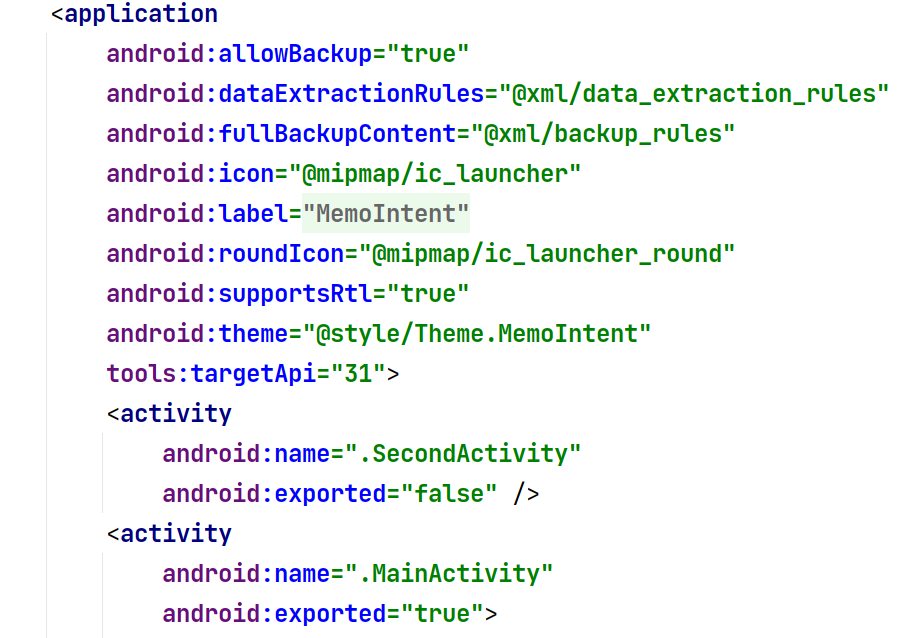 <application
android:allowBackup="true"
android:dataExtractionRules="@xml/data_extraction_rules"
android:fullBackupContent="@xml/backup_rules"
android:icon="@mipmap/ic_launcher"
android:label="MemoIntent"
android:roundIcon="@mipmap/ic_launcher_round"
android:supportsRtl="true"
android:theme="@style/Theme.MemoIntent"
tools:targetApi="31">
<activity
android:name=".SecondActivity"
android:exported="false" />
<activity
android:name=".MainActivity"
android:exported="true">